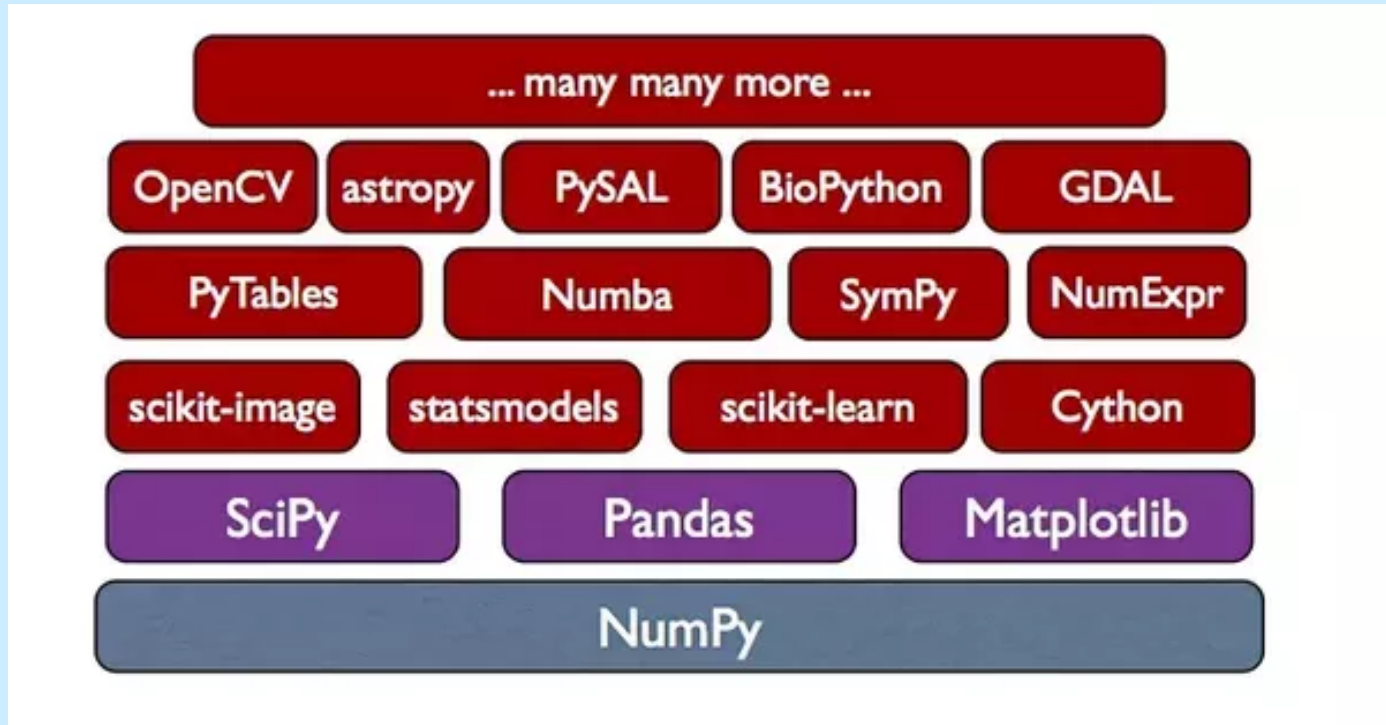 ... many many more ...
OpenCV astropy PySAL BioPython GDAL
PyTables Numba SymPy NumExpr
scikit-image statsmodels scikit-learn Cython
SciPy Pandas Matplotlib
NumPy